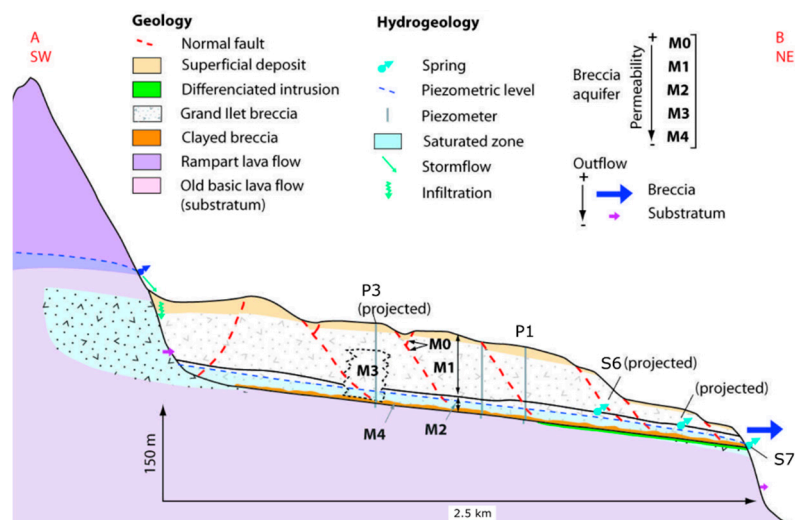 A
SW
Geology
Normal fault
Superficial deposit
Differenciated intrusion
Grand Ilet breccia
Clayed breccia
Rampart lava flow
Old basic lava flow
(substratum)
Hydrogeology
Spring
Piezometric level
Piezometer
Saturated zone
Stormflow
Infiltration
Breccia
aquifer
Permeability
+
-
M0
M1
M2
M3
M4
Outflow
+
-
Breccia
Substratum
B
NE
P3
(projected)
P1
M0
M1
M3
S6 (projected)
(projected)
M4
M2
S7
150 m
2.5 km